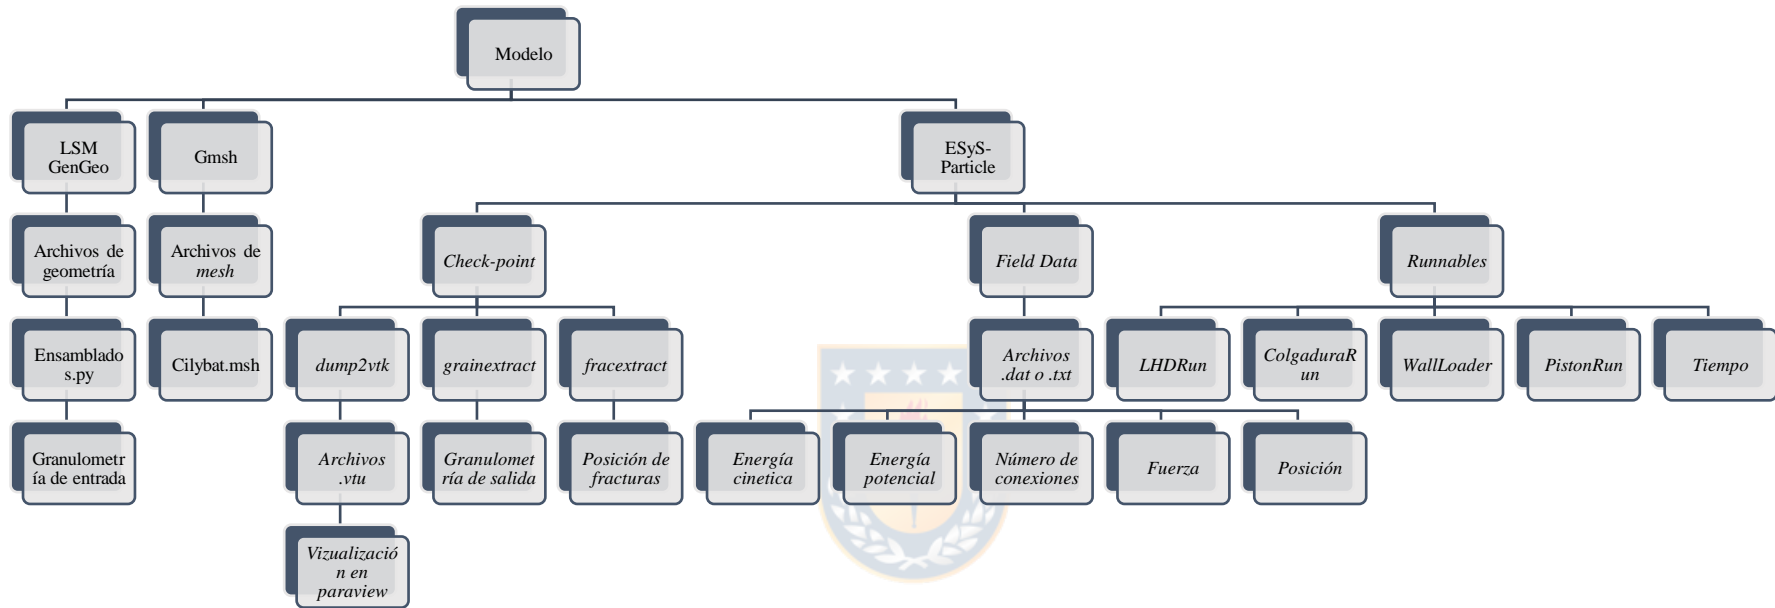 Modelo
LSM
GenGeo
Gmsh
ESyS-
Particle
Archivos de
geometría
Archivos de
mesh
Check-point
Field Data
Runnables
Ensamblado
s.py
Cilybat.msh
dump2vtk
grainextract
fracextract
Archivos
.dat o .txt
LHDRun
ColgaduraR
un
WallLoader
PistonRun
Tiempo
Granulometr
ía de entrada
Archivos
.vtu
Granulomet
ría de salida
Posición de
fracturas
Energía
cinetica
Energía
potencial
Número de
conexiones
Fuerza
Posición
Vizualizació
n en
paraview